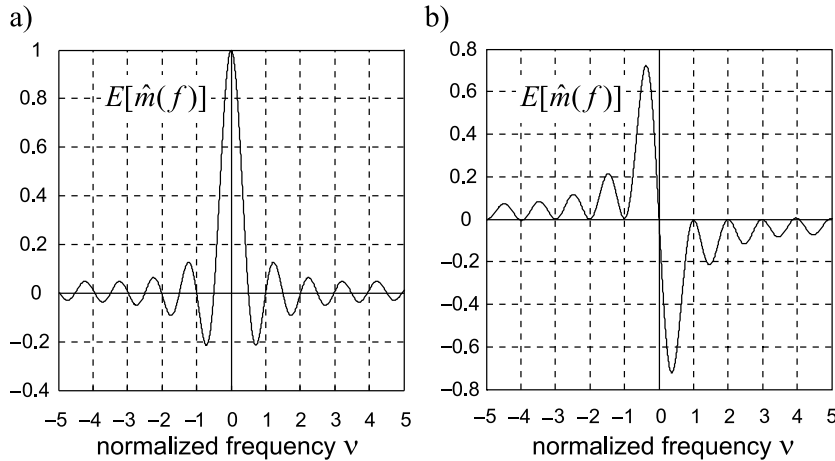 a)
1
0.8
0.6
0.4
0.2
0
−0.2
−0.4
E[m̂(f)]
−5 −4 −3 −2 −1 0 1 2 3 4 5
normalized frequency ν
b)
0.8
0.6
0.4
0.2
0
−0.2
−0.4
−0.6
−0.8
E[m̂(f)]
−5 −4 −3 −2 −1 0 1 2 3 4 5
normalized frequency ν